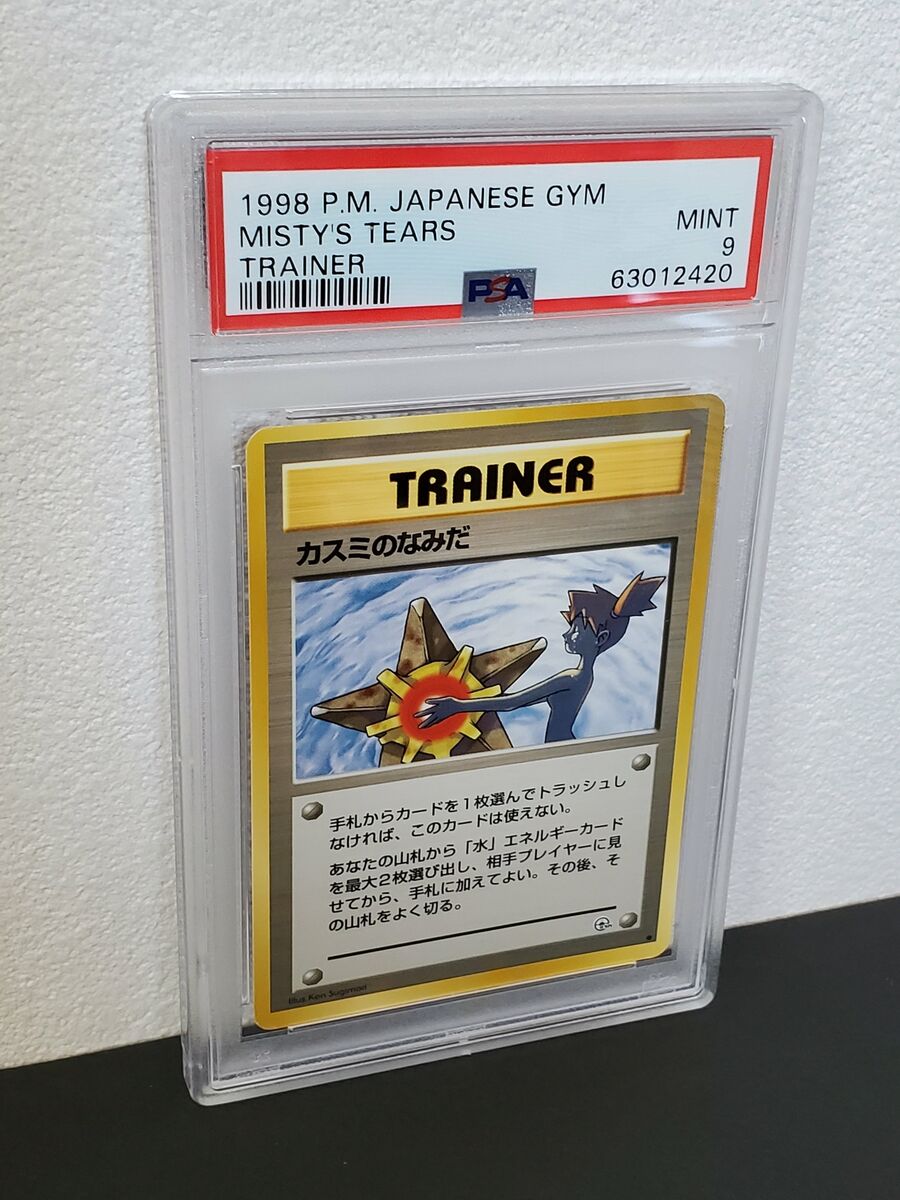 1998 P.M. JAPANESE GYM
MISTY'S TEARS
TRAINER
MINT
9
63012420
PSA
TRAINER
カスミのなみだ
手札からカードを1枚選んでトラッシュし
なければ、このカードは使えない。
あなたの山札から「水」エネルギーカード
を最大2枚選び出し、相手プレイヤーに見
せてから、手札に加えてよい。その後、そ
の山札をよく切る。
Illus. Ken Sugimori